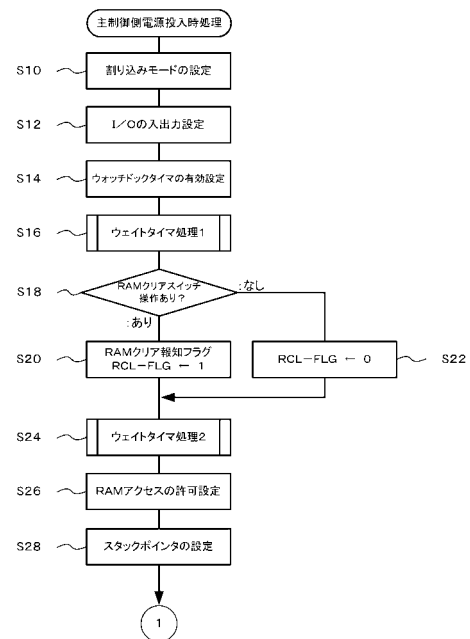 主制御側電源投入時処理
S10
割り込みモードの設定
S12
I/Oの入出力設定
S14
ウォッチドックタイマの有効設定
S16
ウェイトタイマ処理1
S18
RAMクリアスイッチ
操作あり?
:なし
:あり
S20
RAMクリア報知フラグ
RCL-FLG ← 1
RCL-FLG ← 0
S22
S24
ウェイトタイマ処理2
S26
RAMアクセスの許可設定
S28
スタックポインタの設定
1